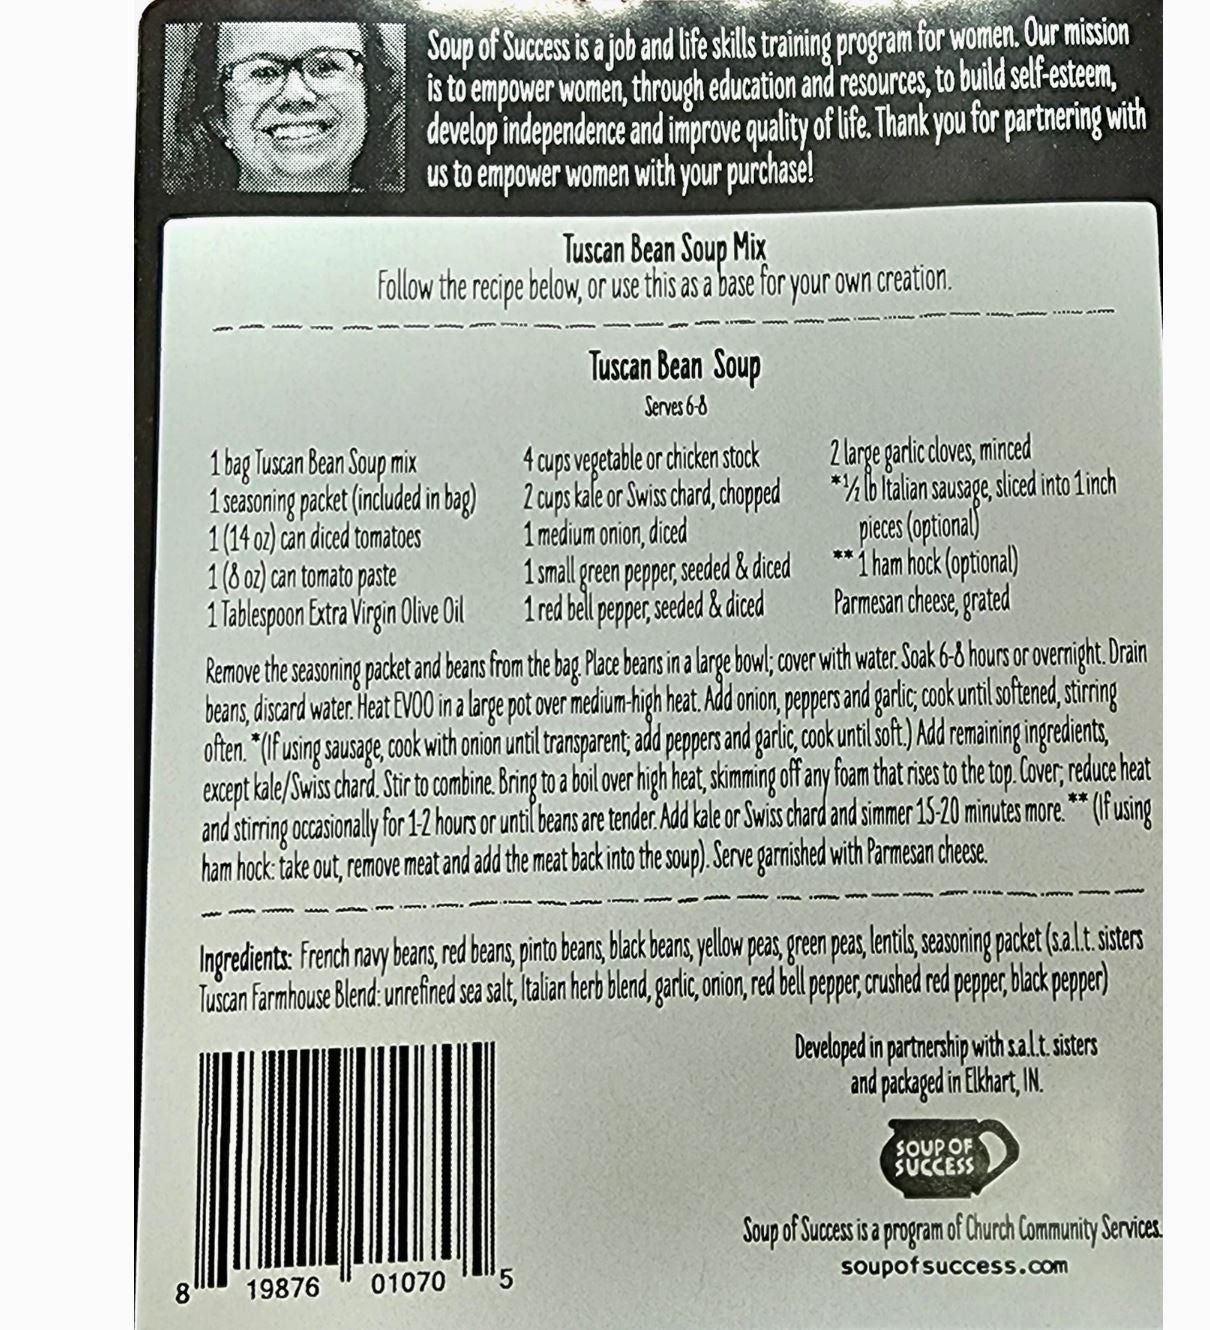 Soup of Success is a job and life skills training program for women. Our mission
is to empower women, through education and resources, to build self-esteem,
develop independence and improve quality of life. Thank you for partnering with
us to empower women with your purchase!
Tuscan Bean Soup Mix
Follow the recipe below, or use this as a base for your own creation.
Tuscan Bean Soup
Serves 6-8
1 bag Tuscan Bean Soup mix
1 seasoning packet (included in bag)
1 (14 oz) can diced tomatoes
1 (8 oz) can tomato paste
1 Tablespoon Extra Virgin Olive Oil
4 cups vegetable or chicken stock
2 cups kale or Swiss chard, chopped
1 medium onion, diced
1 small green pepper, seeded & diced
1 red bell pepper, seeded & diced
2 large garlic cloves, minced
*½ lb Italian sausage, sliced into 1 inch
pieces (optional)
** 1 ham hock (optional)
Parmesan cheese, grated
Remove the seasoning packet and beans from the bag. Place beans in a large bowl; cover with water. Soak 6-8 hours or overnight. Drain
beans, discard water. Heat EVOO in a large pot over medium-high heat. Add onion, peppers and garlic; cook until softened, stirring
often. *(If using sausage, cook with onion until transparent; add peppers and garlic, cook until soft.) Add remaining ingredients,
except kale/Swiss chard. Stir to combine. Bring to a boil over high heat, skimming off any foam that rises to the top. Cover; reduce heat
and stirring occasionally for 1-2 hours or until beans are tender. Add kale or Swiss chard and simmer 15-20 minutes more. ** (If using
ham hock: take out, remove meat and add the meat back into the soup). Serve garnished with Parmesan cheese.
Ingredients: French navy beans, red beans, pinto beans, black beans, yellow peas, green peas, lentils, seasoning packet (s.a.l.t. sisters
Tuscan Farmhouse Blend: unrefined sea salt, Italian herb blend, garlic, onion, red bell pepper, crushed red pepper, black pepper)
8 19876 01070 5
Developed in partnership with s.a.l.t. sisters
and packaged in Elkhart, IN.
SOUP OF
SUCCESS
Soup of Success is a program of Church Community Services.
soupofsuccess.com